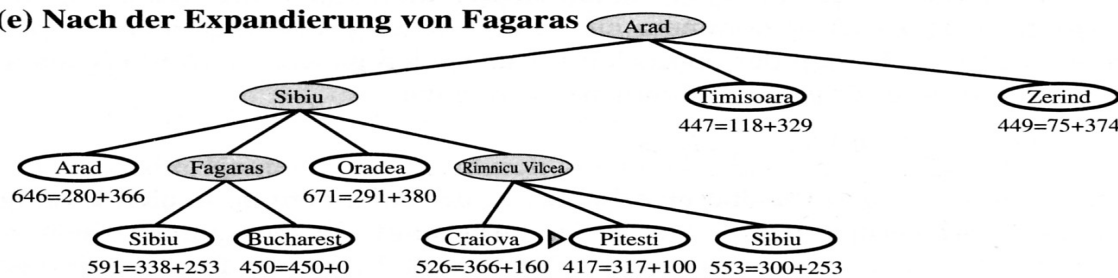 (e) Nach der Expandierung von Fagaras
Arad
Sibiu
Timisoara
Zerind
447=118+329
449=75+374
Arad
Fagaras
Oradea
Rimnicu Vilcea
646=280+366
671=291+380
Sibiu
Bucharest
Craiova
Pitesti
Sibiu
591=338+253
450=450+0
526=366+160
417=317+100
553=300+253